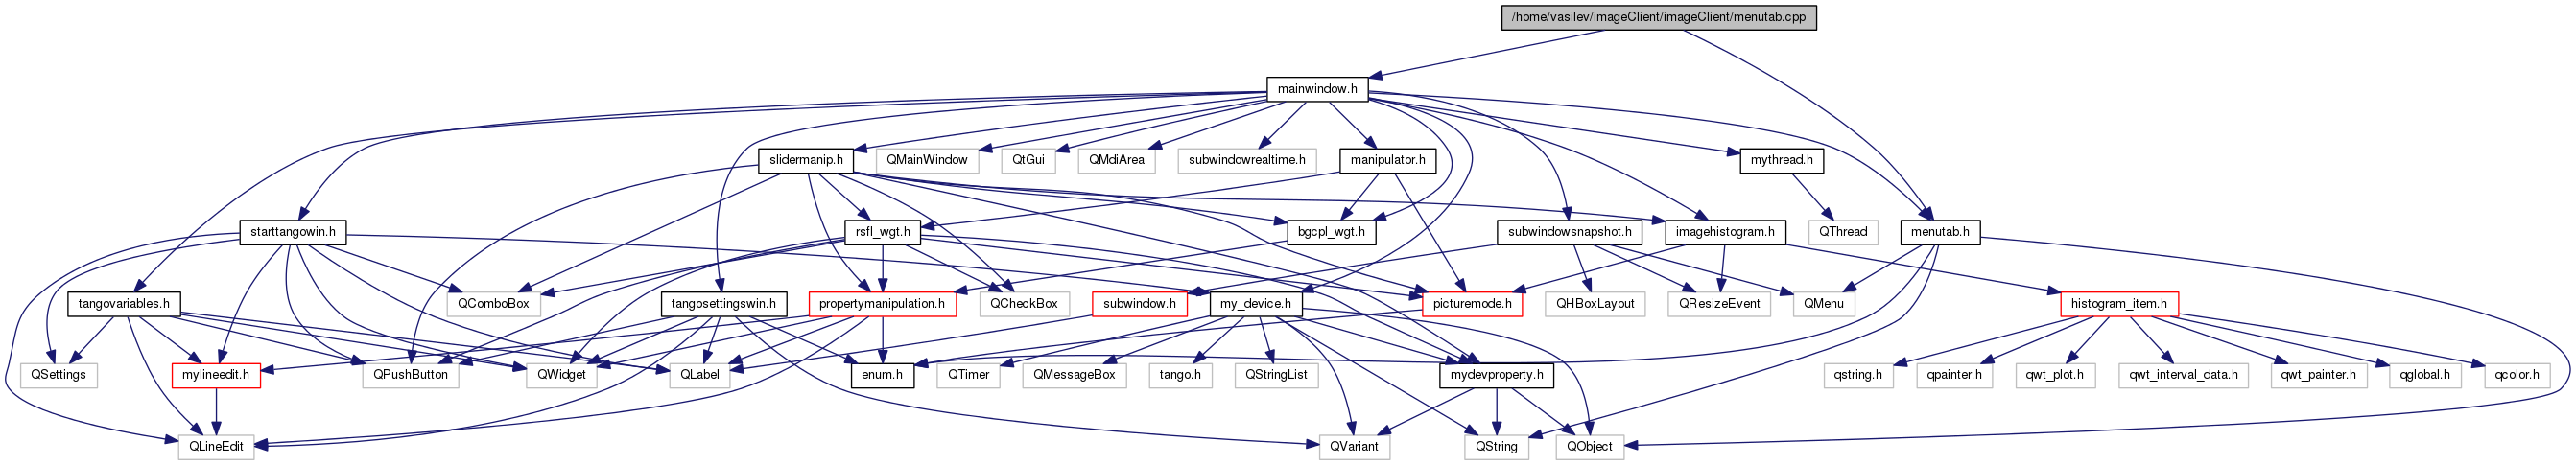 /home/vasilev/imageClient/imageClient/menutab.cpp
mainwindow.h
slidermanip.h
QMainWindow
QtGui
QMdiArea
subwindowrealtime.h
manipulator.h
mythread.h
starttangowin.h
rsfl_wgt.h
bgcpl_wgt.h
subwindowsnapshot.h
imagehistogram.h
QThread
menutab.h
tangovariables.h
QComboBox
tangosettingswin.h
propertymanipulation.h
QCheckBox
subwindow.h
my_device.h
picturemode.h
QHBoxLayout
QResizeEvent
QMenu
histogram_item.h
QSettings
mylineedit.h
QPushButton
QWidget
QLabel
enum.h
QTimer
QMessageBox
tango.h
QStringList
mydevproperty.h
qstring.h
qpainter.h
qwt_plot.h
qwt_interval_data.h
qwt_painter.h
qglobal.h
qcolor.h
QLineEdit
QVariant
QString
QObject